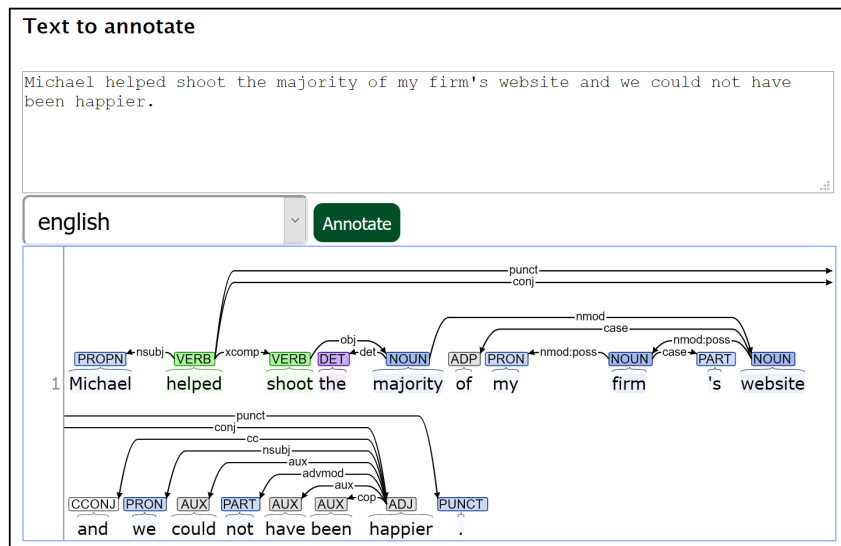 Text to annotate
Michael helped shoot the majority of my firm's website and we could not have
been happier.
english Annotate
punct
conj
nmod
case
obj nmod:poss
PROPN nsubj VERB xcomp VERB DET det NOUN ADP PRON nmod:poss NOUN case PART NOUN
1 Michael helped shoot the majority of my firm 's website
punct
conj
cc
nsubj
aux
advmod
aux
cop
CCONJ PRON AUX PART AUX AUX ADJ PUNCT
and we could not have been happier .